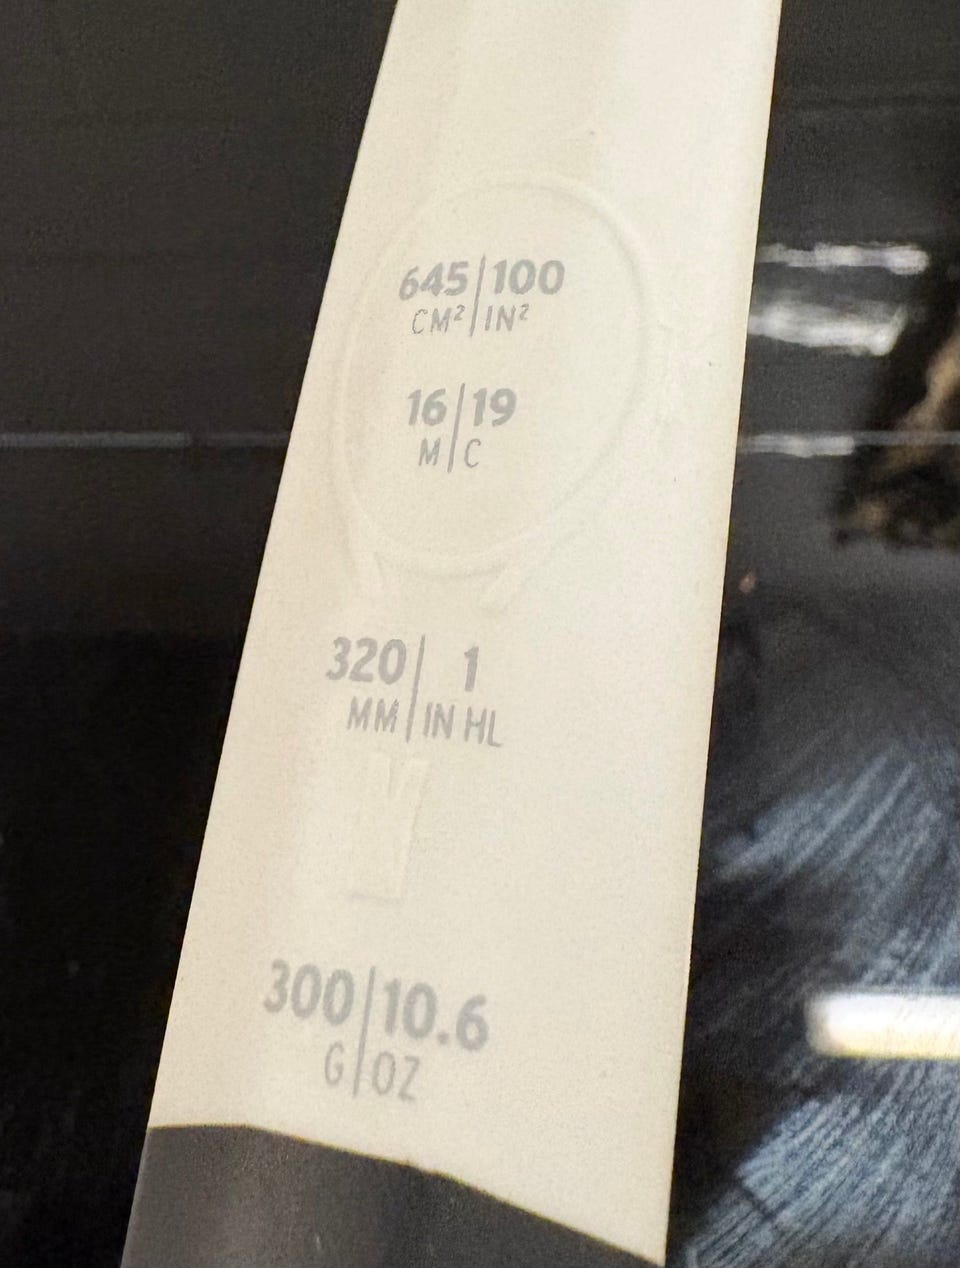 645|100
CM²|IN²
16|19
M|C
320|1
MM|IN HL
300|10.6
G|OZ